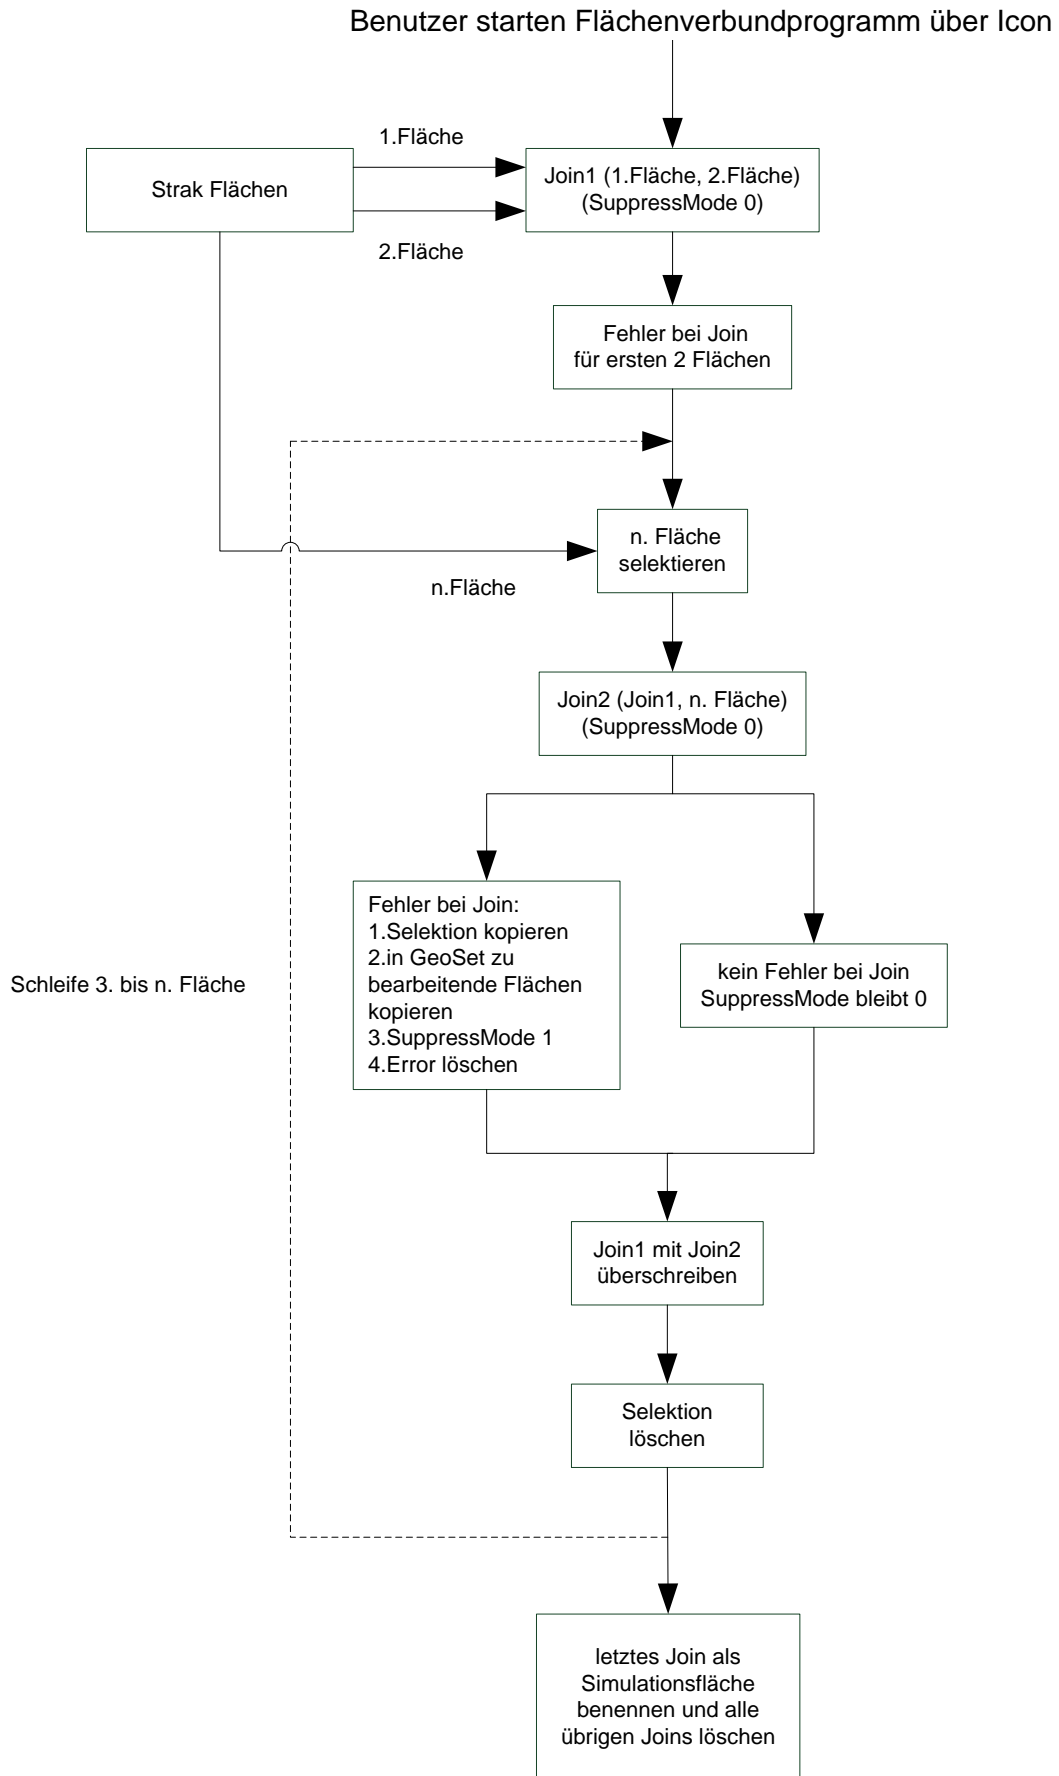 Benutzer starten Flächenverbundprogramm über Icon
1.Fläche
Strak Flächen
Join1 (1.Fläche, 2.Fläche)
(SuppressMode 0)
2.Fläche
Fehler bei Join
für ersten 2 Flächen
n. Fläche
selektieren
n.Fläche
Join2 (Join1, n. Fläche)
(SuppressMode 0)
Fehler bei Join:
1.Selektion kopieren
2.in GeoSet zu
bearbeitende Flächen
kopieren
3.SuppressMode 1
4.Error löschen
kein Fehler bei Join
SuppressMode bleibt 0
Schleife 3. bis n. Fläche
Join1 mit Join2
überschreiben
Selektion
löschen
letztes Join als
Simulationsfläche
benennen und alle
übrigen Joins löschen